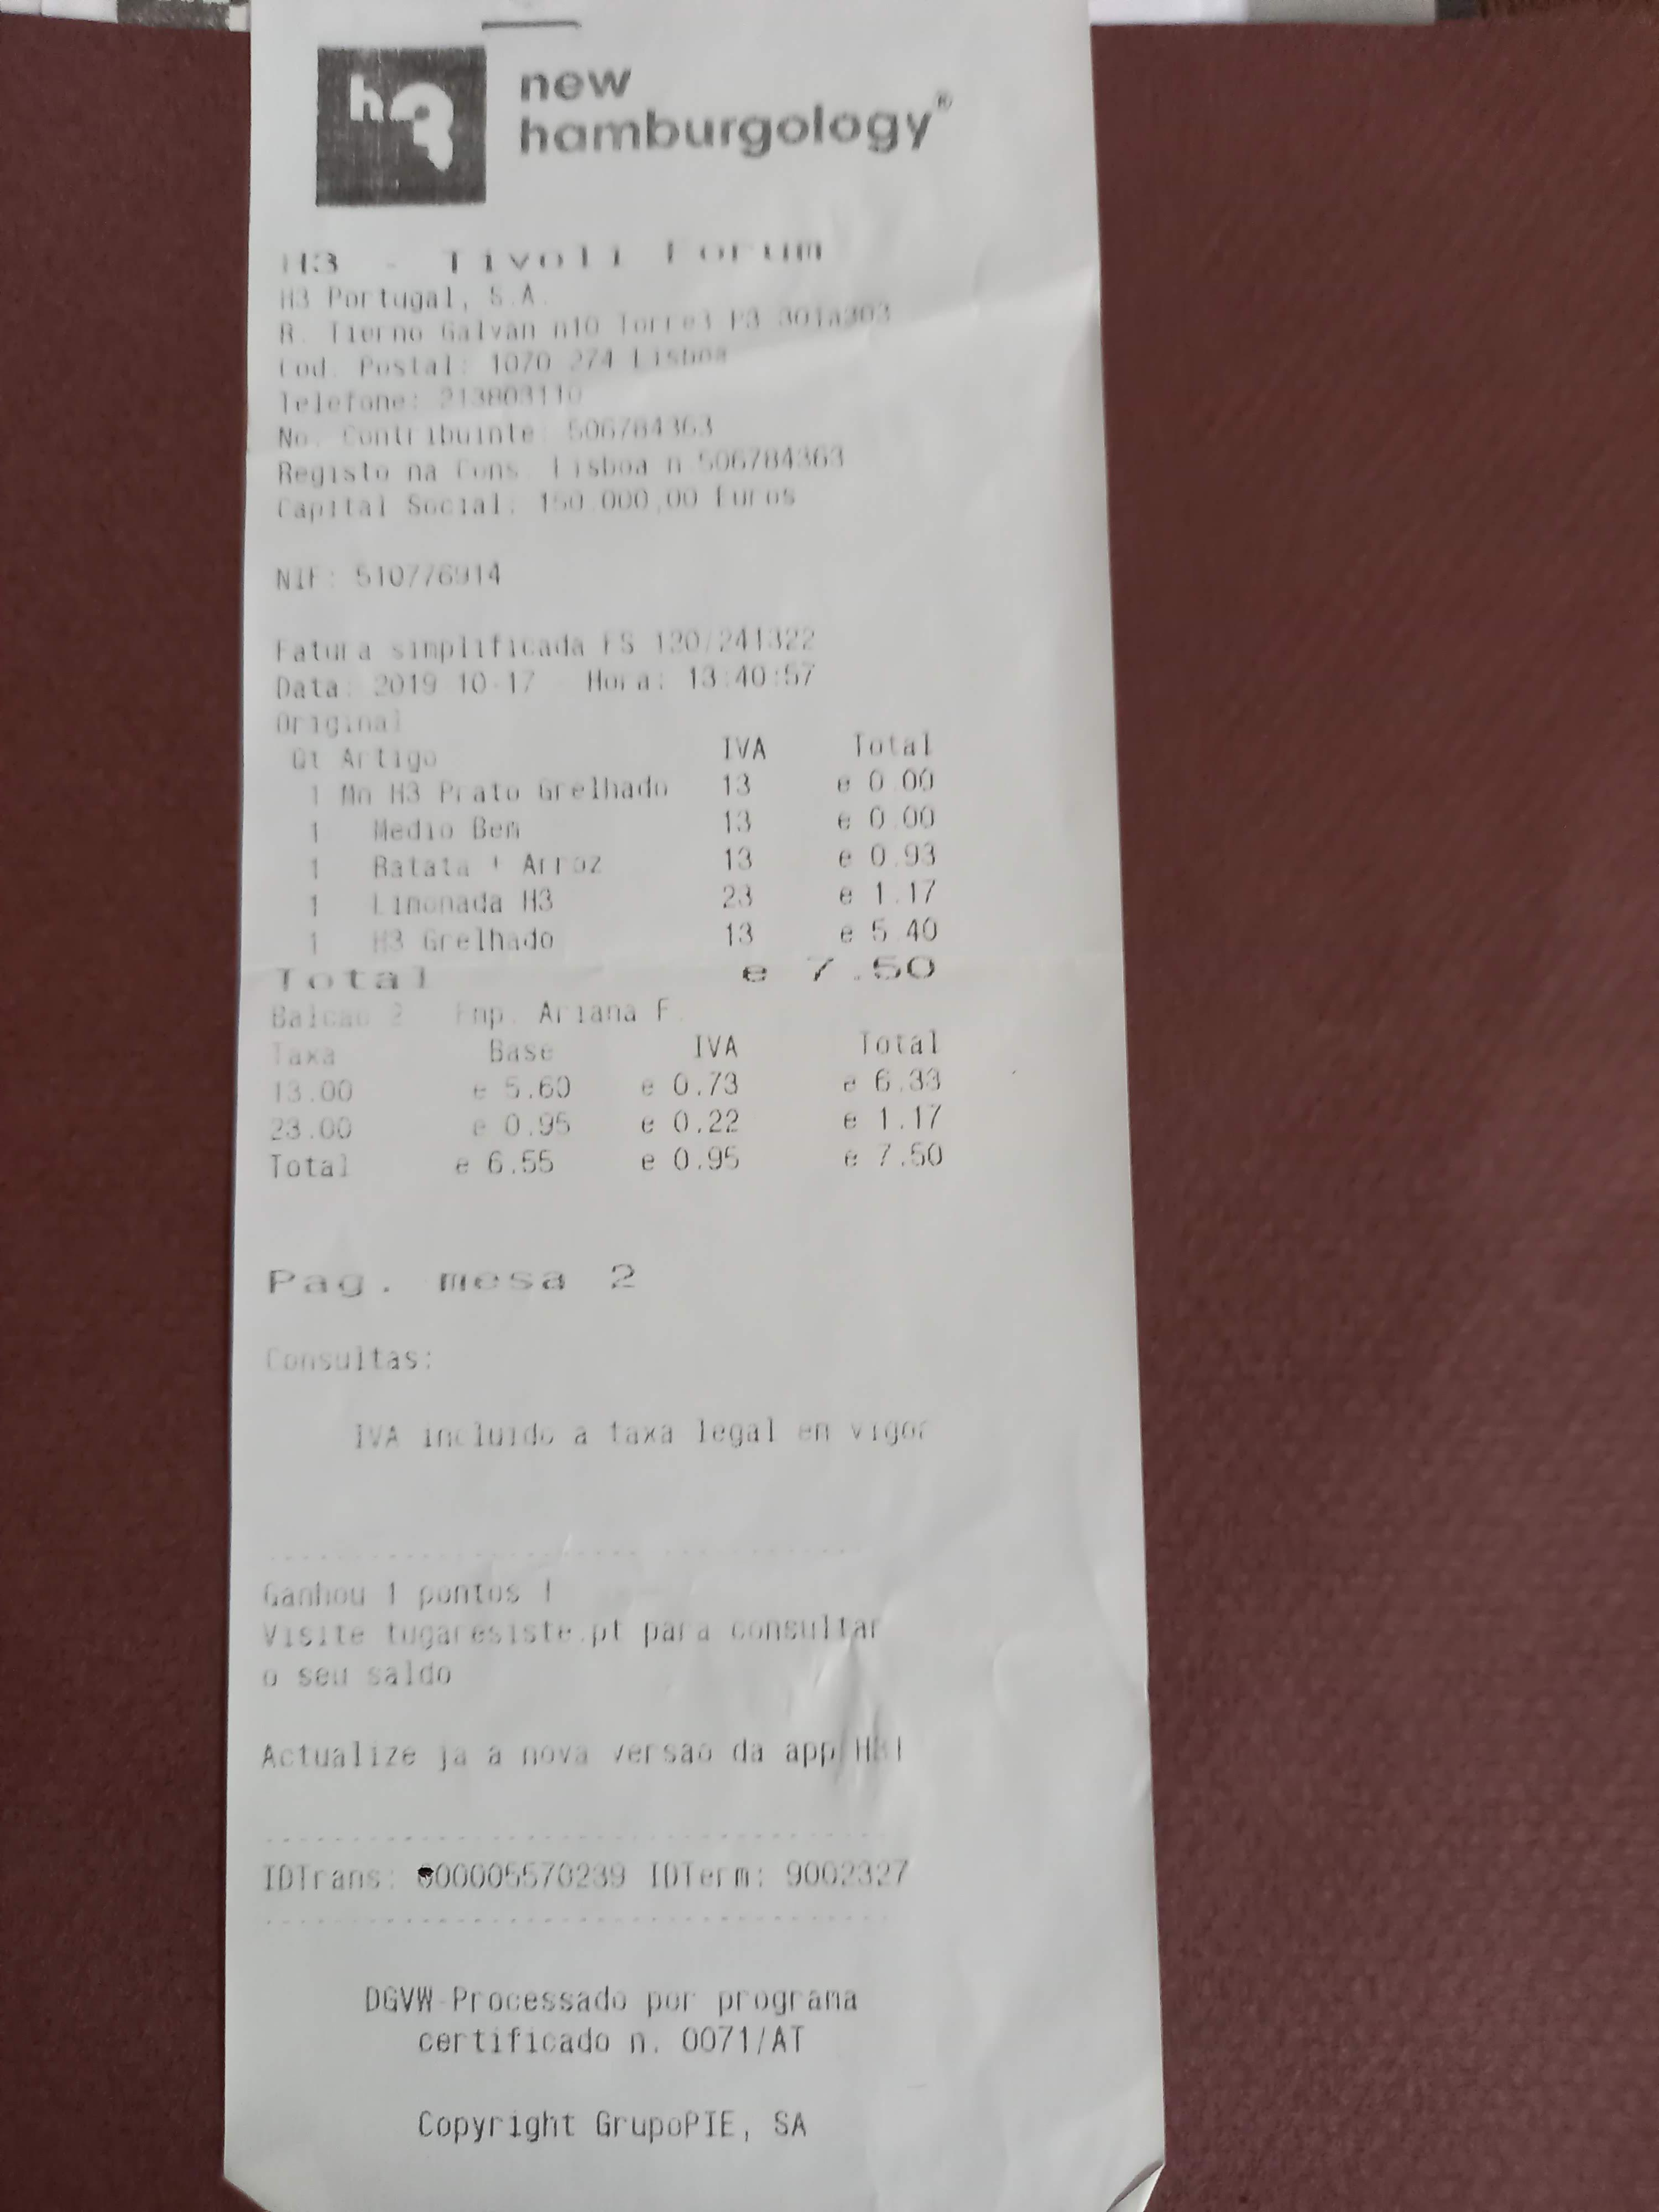 h3 new
hamburgology®
H3 - Tivoli Forum
H3 Portugal, S.A.
R. Tierno Galvan n10 Torre3 P3 301a303
Cod. Postal: 1070 274 Lisboa
Telefone: 213803110
No. Contribuinte: 506784363
Registo na Cons. Lisboa n.506784363
Capital Social: 150.000,00 Euros
NIF: 510776914
Fatura simplificada FS 120/241322
Data: 2019-10-17 Hora: 13:40:57
Original
Qt Artigo IVA Total
1 Mn H3 Prato Grelhado 13 e 0.00
1 Medio Bem 13 e 0.00
1 Batata + Arroz 13 e 0.93
1 Limonada H3 23 e 1.17
1 H3 Grelhado 13 e 5.40
Total e 7.50
Balcao 2 Emp. Ariana F.
Taxa Base IVA Total
13.00 e 5.60 e 0.73 e 6.33
23.00 e 0.95 e 0.22 e 1.17
Total e 6.55 e 0.95 e 7.50
Pag. mesa 2
Consultas:
IVA incluido a taxa legal em vigor
Ganhou 1 pontos !
Visite tugaresiste.pt para consultar
o seu saldo
Actualize ja a nova versao da app H3!
IDTrans: 600005570239 IDTerm: 9002327
DGVW-Processado por programa
certificado n. 0071/AT
Copyright GrupoPIE, SA